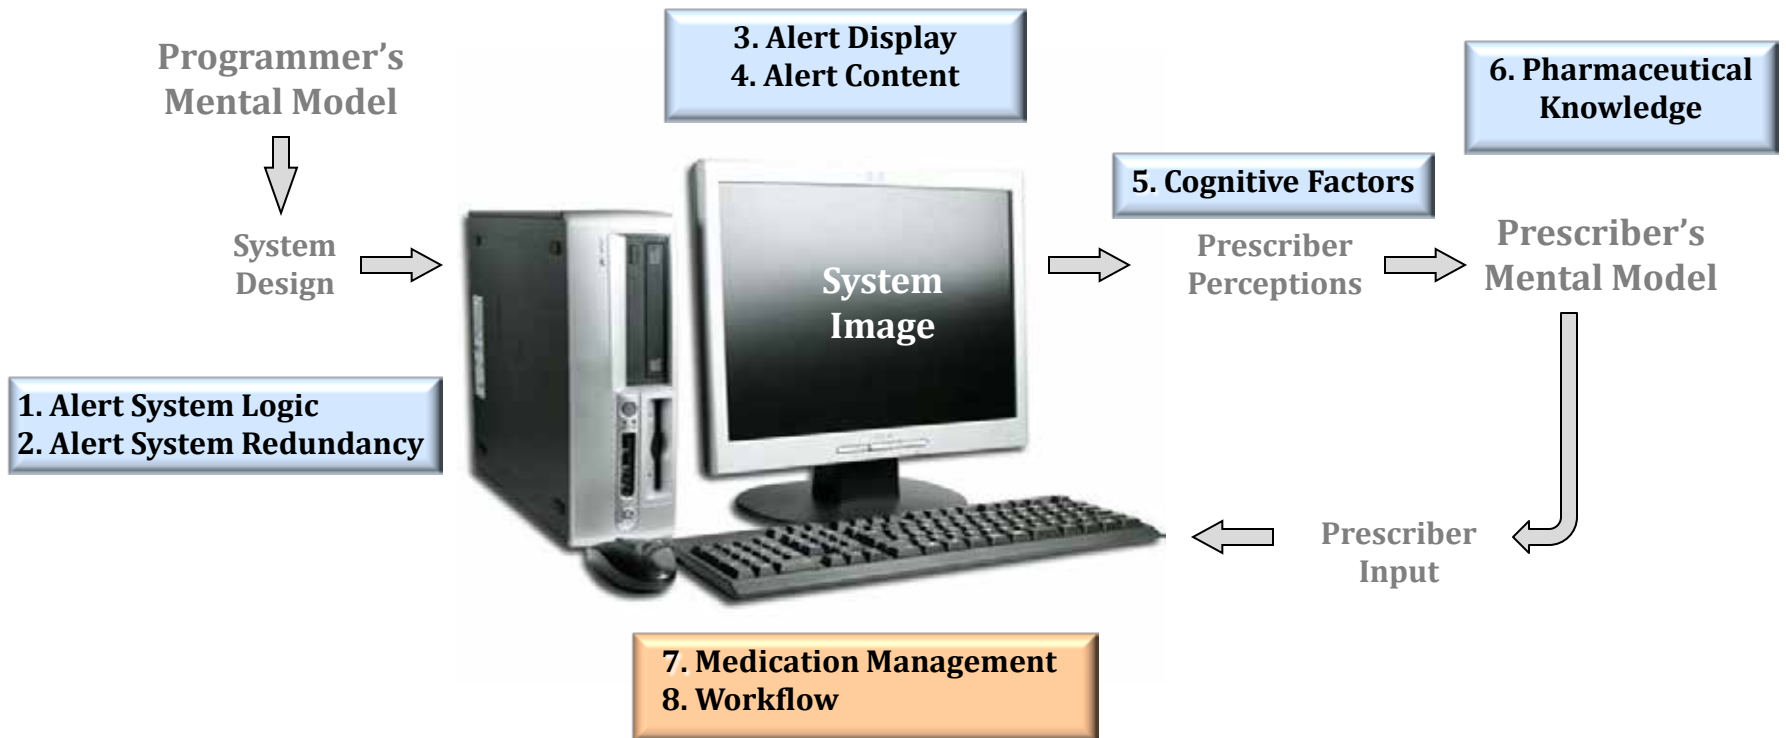 Programmer’s
Mental Model
System
Design
1. Alert System Logic
2. Alert System Redundancy
3. Alert Display
4. Alert Content
System
Image
5. Cognitive Factors
Prescriber
Perceptions
6. Pharmaceutical
Knowledge
Prescriber’s
Mental Model
Prescriber
Input
7. Medication Management
8. Workflow